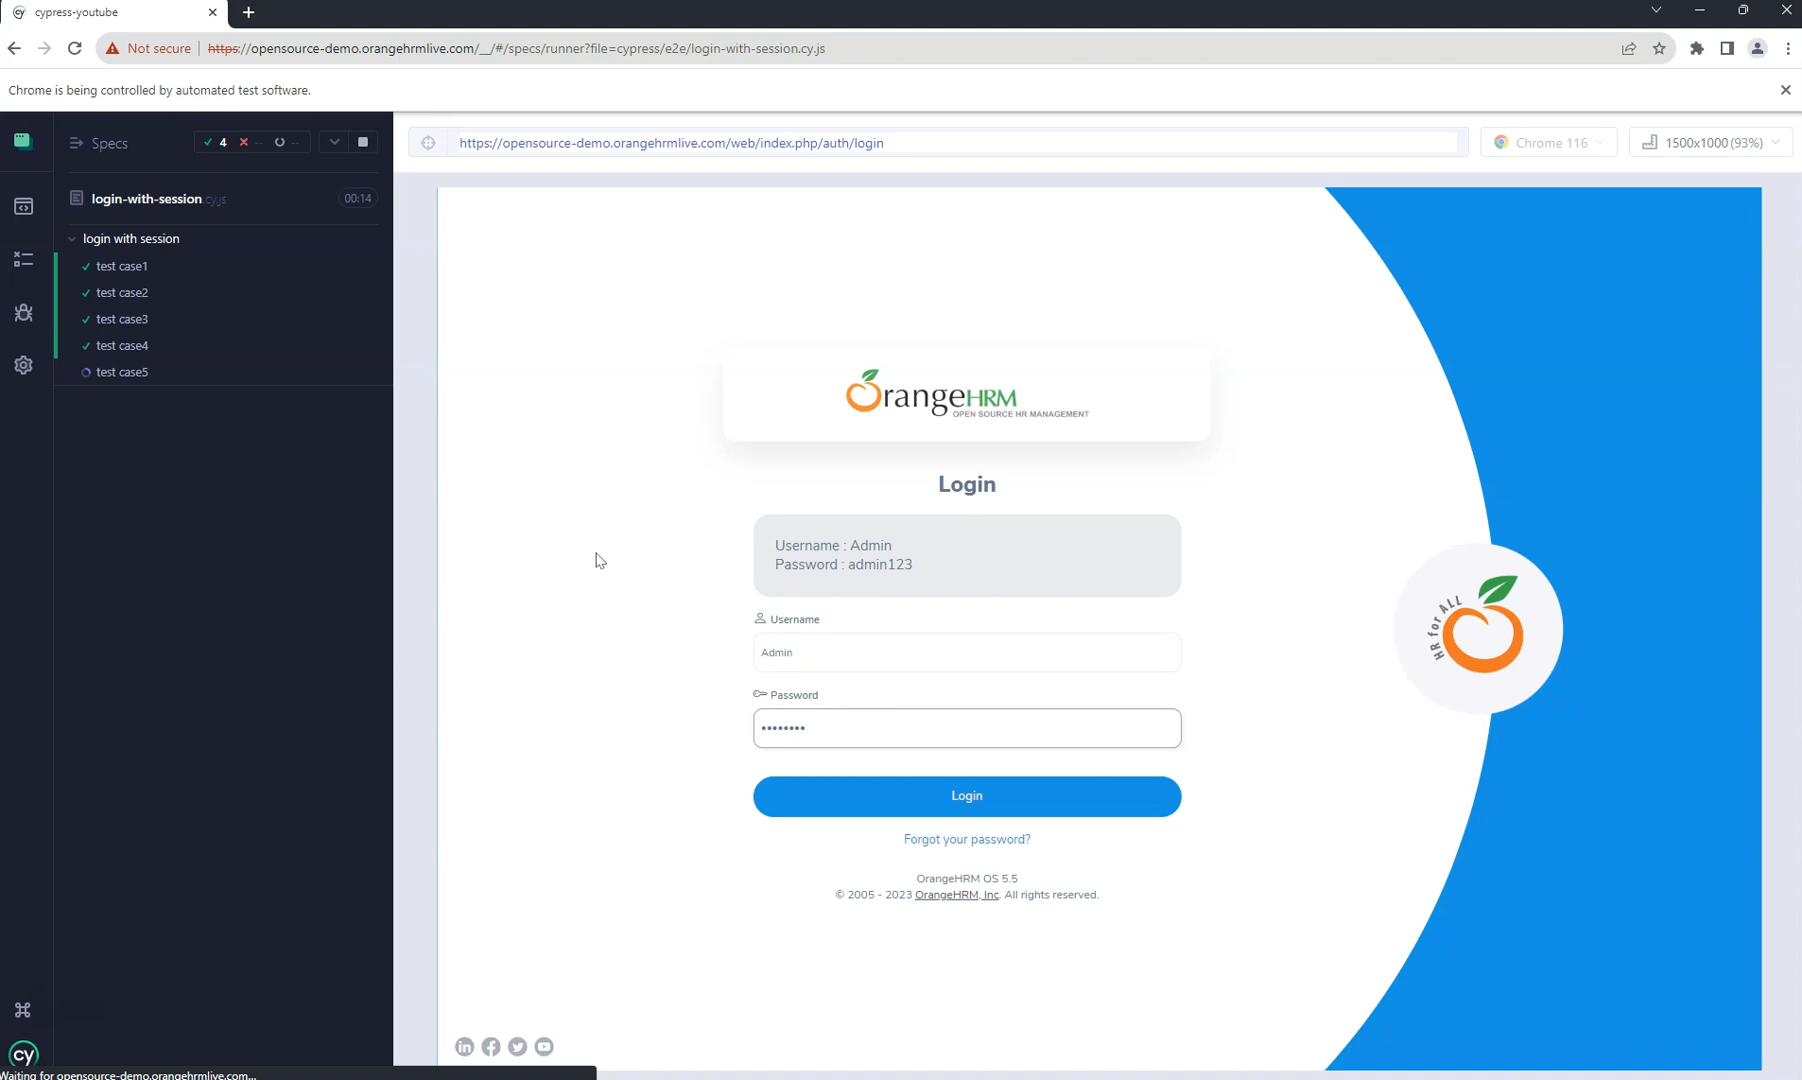 cypress-youtube
Not secure https://opensource-demo.orangehrmlive.com/__/#/specs/runner?file=cypress/e2e/login-with-session.cy.js
Chrome is being controlled by automated test software.
Specs
4 -- --
https://opensource-demo.orangehrmlive.com/web/index.php/auth/login
Chrome 116
1500x1000 (93%)
login-with-session.cy.js
00:14
login with session
test case1
test case2
test case3
test case4
test case5
OrangeHRM
OPEN SOURCE HR MANAGEMENT
Login
Username : Admin
Password : admin123
Username
Admin
Password
••••••••
Login
Forgot your password?
OrangeHRM OS 5.5
© 2005 - 2023 OrangeHRM, Inc. All rights reserved.
HR for ALL
in
cy
Waiting for opensource-demo.orangehrmlive.com...